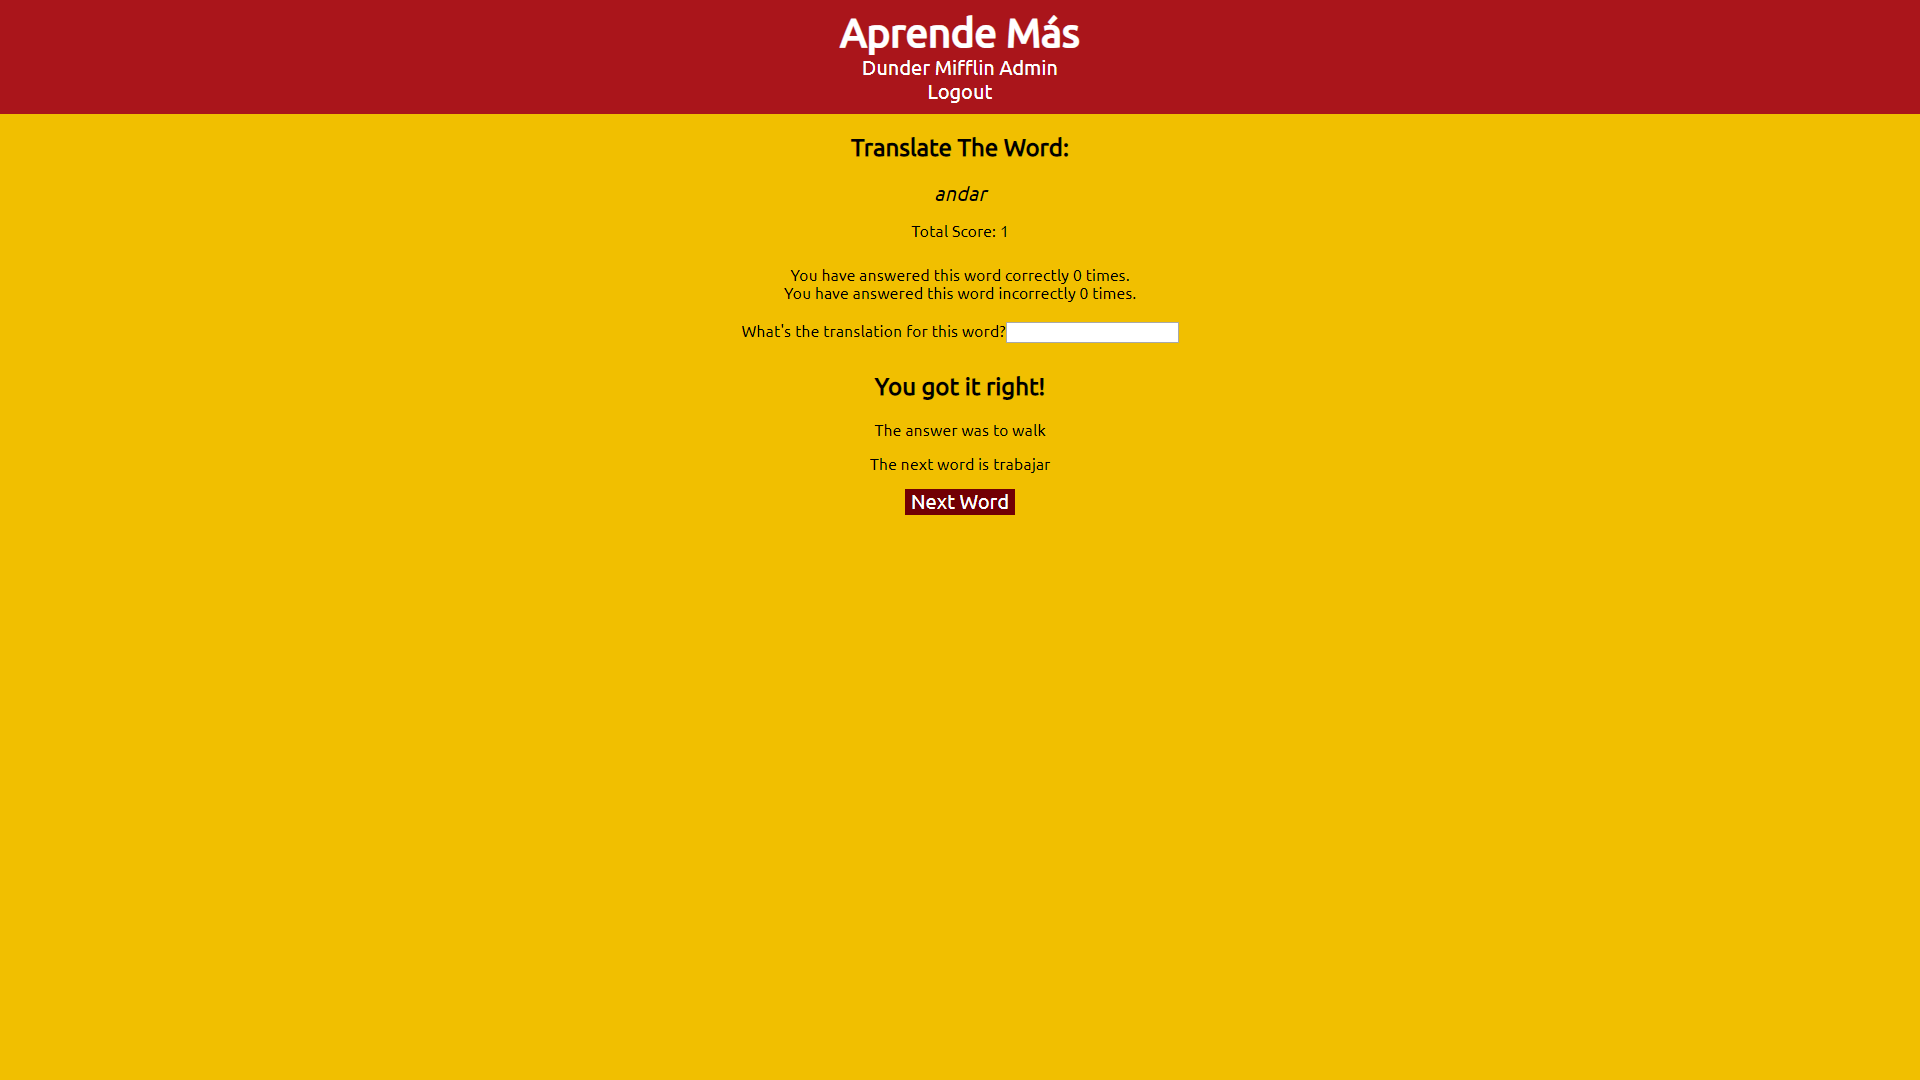 Aprende Más
Dunder Mifflin Admin
Logout
Translate The Word:
andar
Total Score: 1
You have answered this word correctly 0 times.
You have answered this word incorrectly 0 times.
What's the translation for this word?
You got it right!
The answer was to walk
The next word is trabajar
Next Word